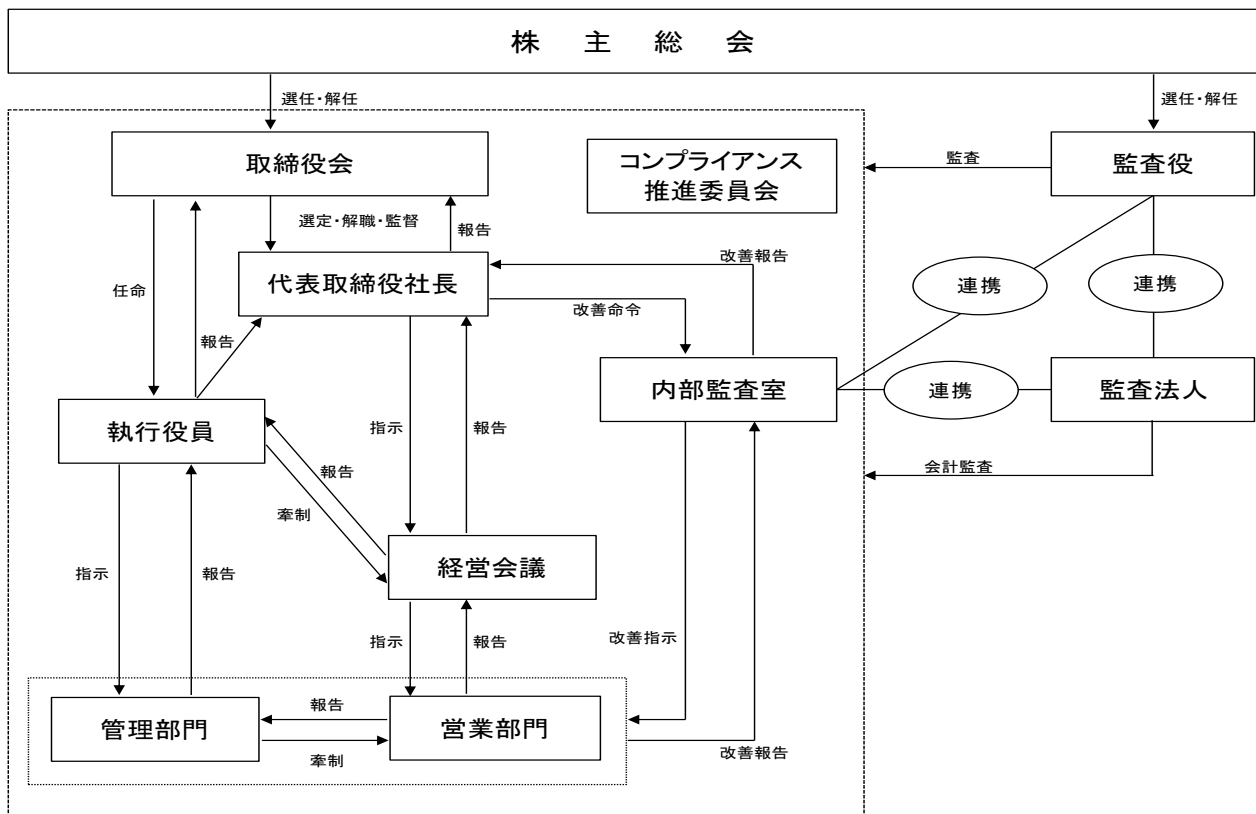 株主総会
選任・解任
選任・解任
取締役会
コンプライアンス
推進委員会
監査
監査役
選定・解職・監督
報告
改善報告
代表取締役社長
任命
改善命令
連携
連携
報告
内部監査室
連携
監査法人
執行役員
指示
報告
報告
会計監査
牽制
経営会議
指示
報告
指示
報告
改善指示
報告
管理部門
営業部門
牽制
改善報告